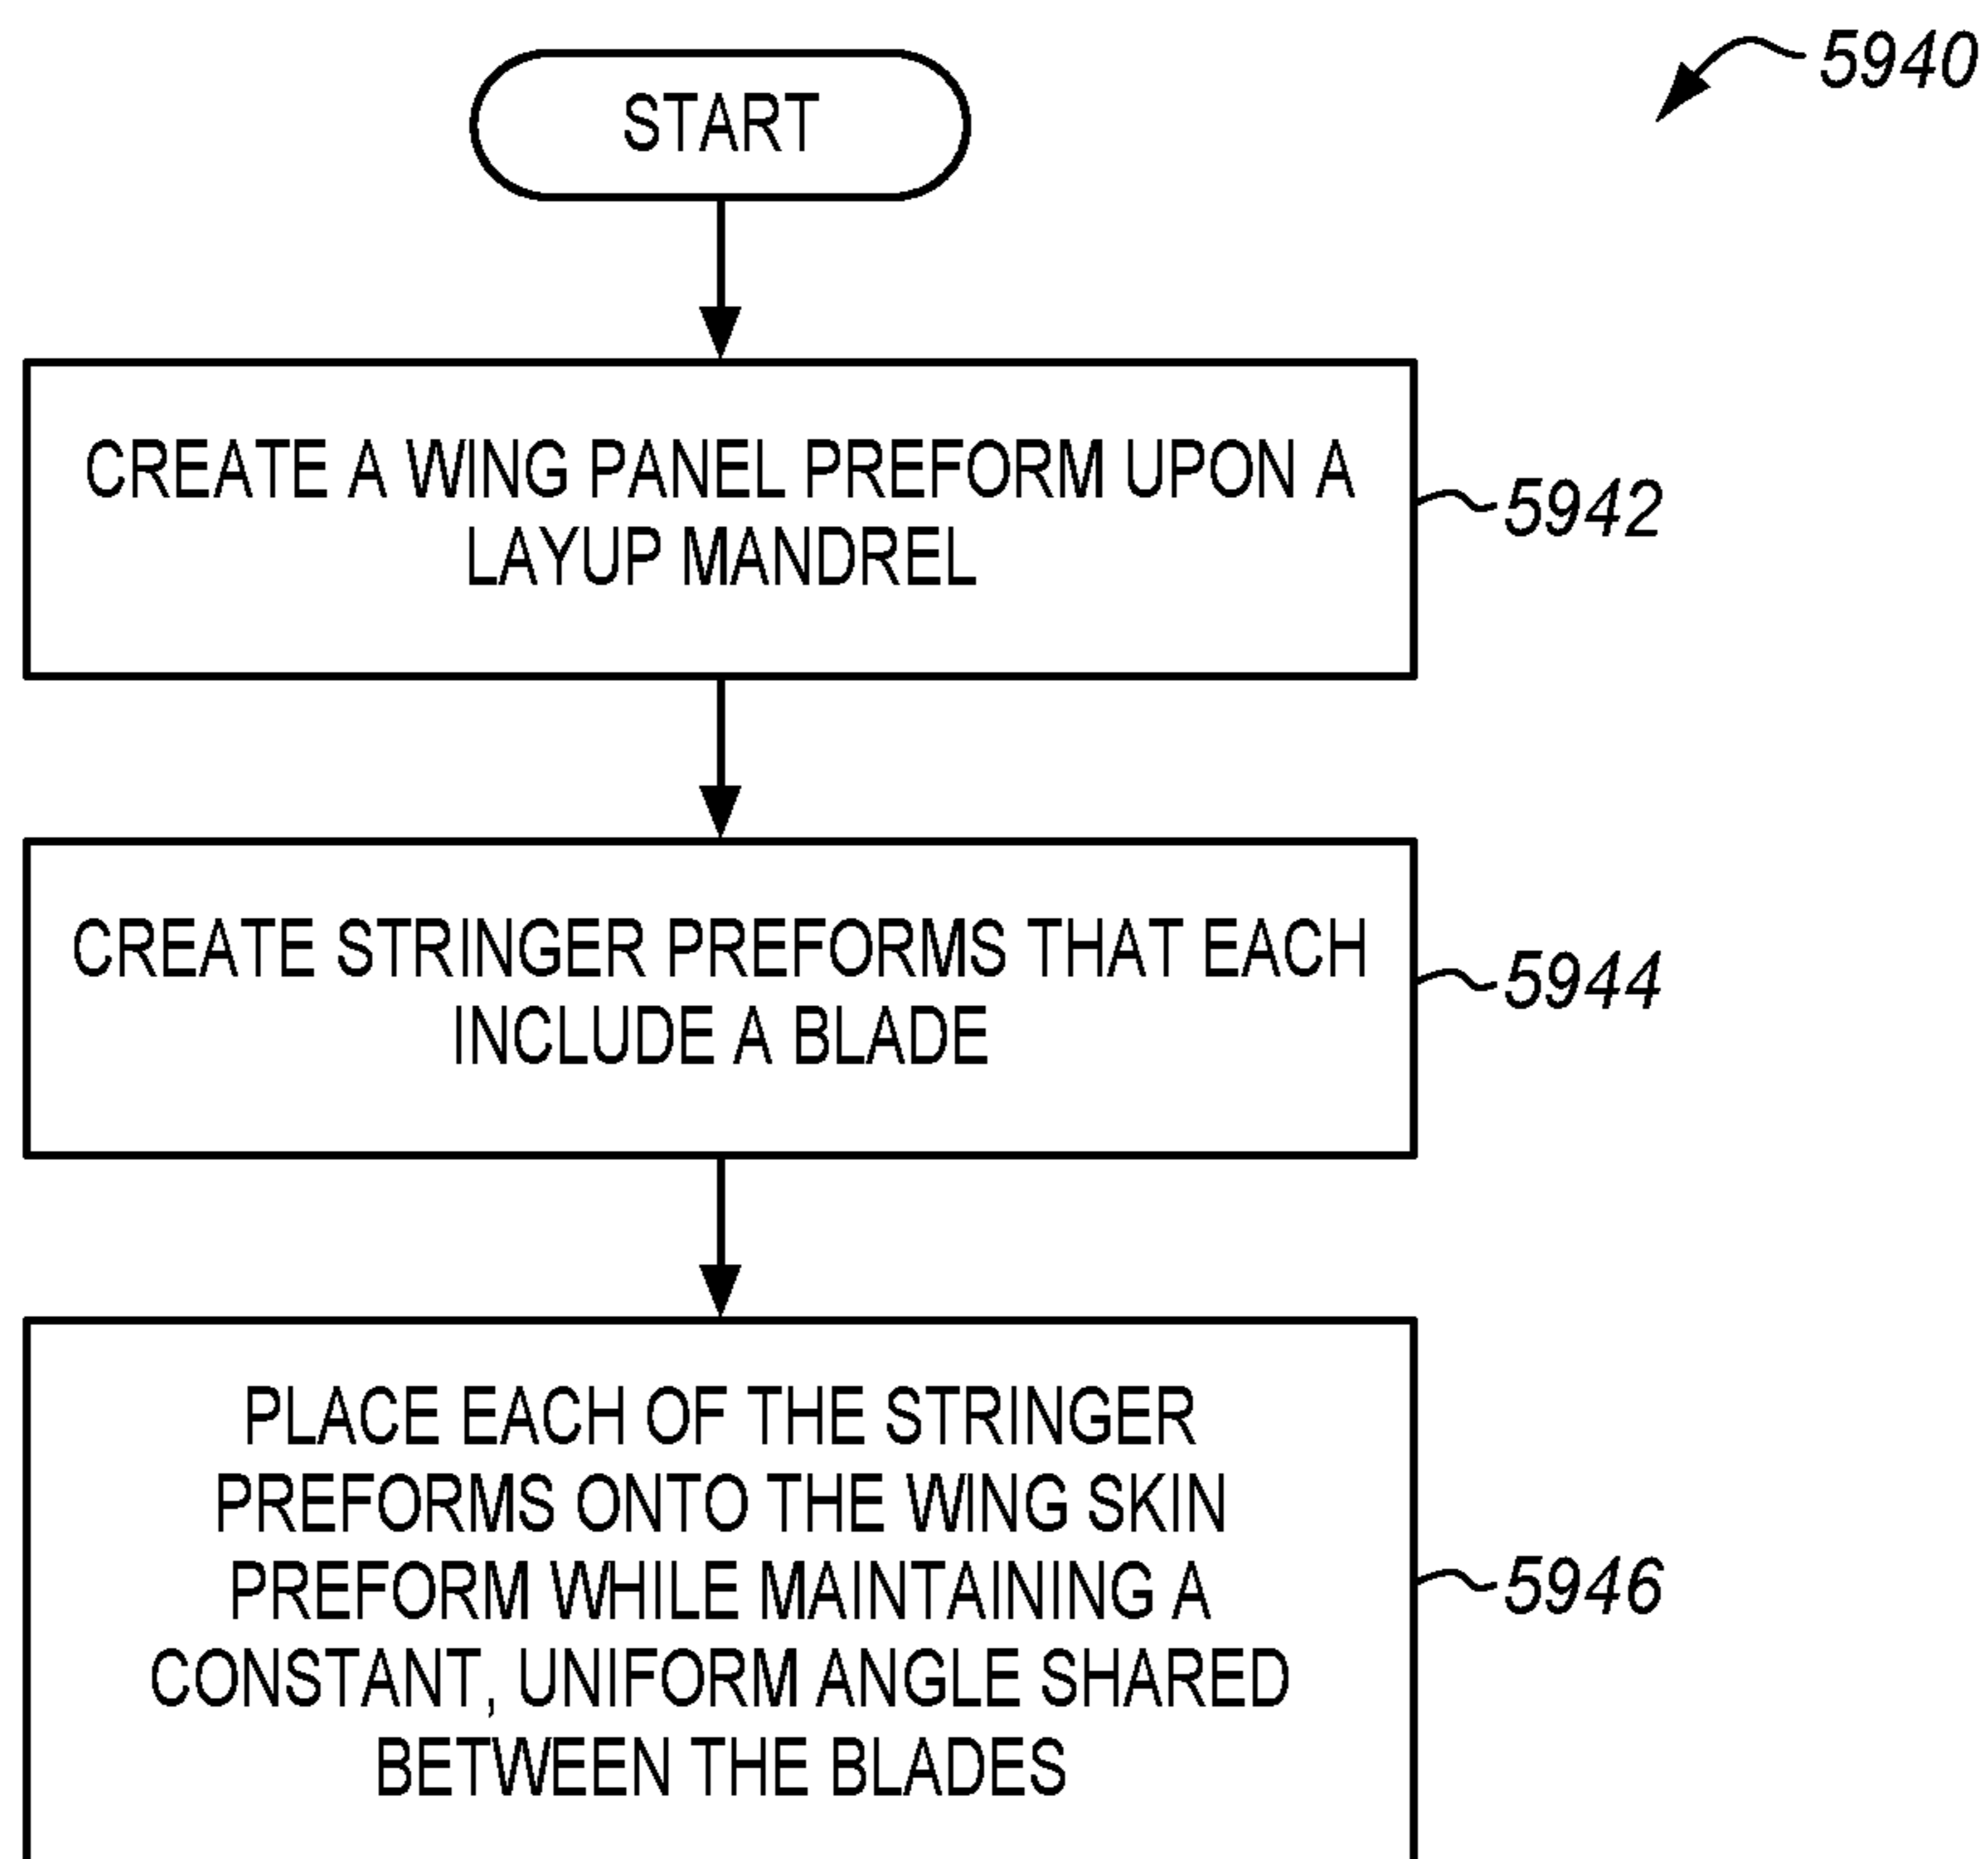 5940
START
CREATE A WING PANEL PREFORM UPON A
LAYUP MANDREL
5942
CREATE STRINGER PREFORMS THAT EACH
INCLUDE A BLADE
5944
PLACE EACH OF THE STRINGER
PREFORMS ONTO THE WING SKIN
PREFORM WHILE MAINTAINING A
CONSTANT, UNIFORM ANGLE SHARED
BETWEEN THE BLADES
5946